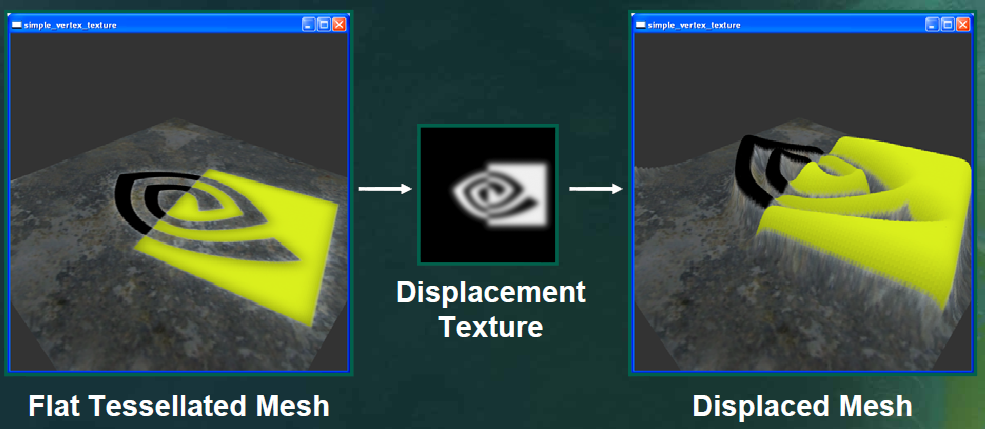 simple_vertex_texture
simple_vertex_texture
Displacement
Texture
Flat Tessellated Mesh
Displaced Mesh